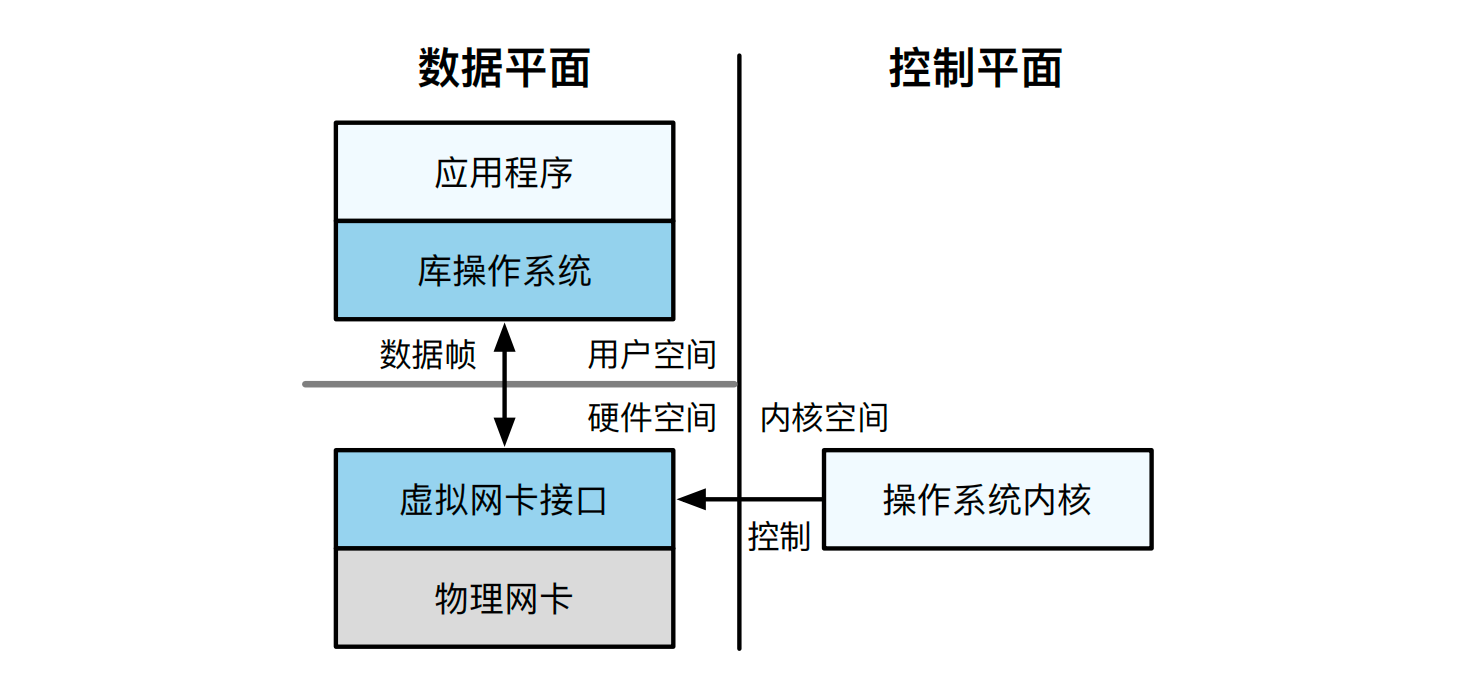 数据平面
控制平面
应用程序
库操作系统
数据帧
用户空间
硬件空间
内核空间
虚拟网卡接口
操作系统内核
控制
物理网卡